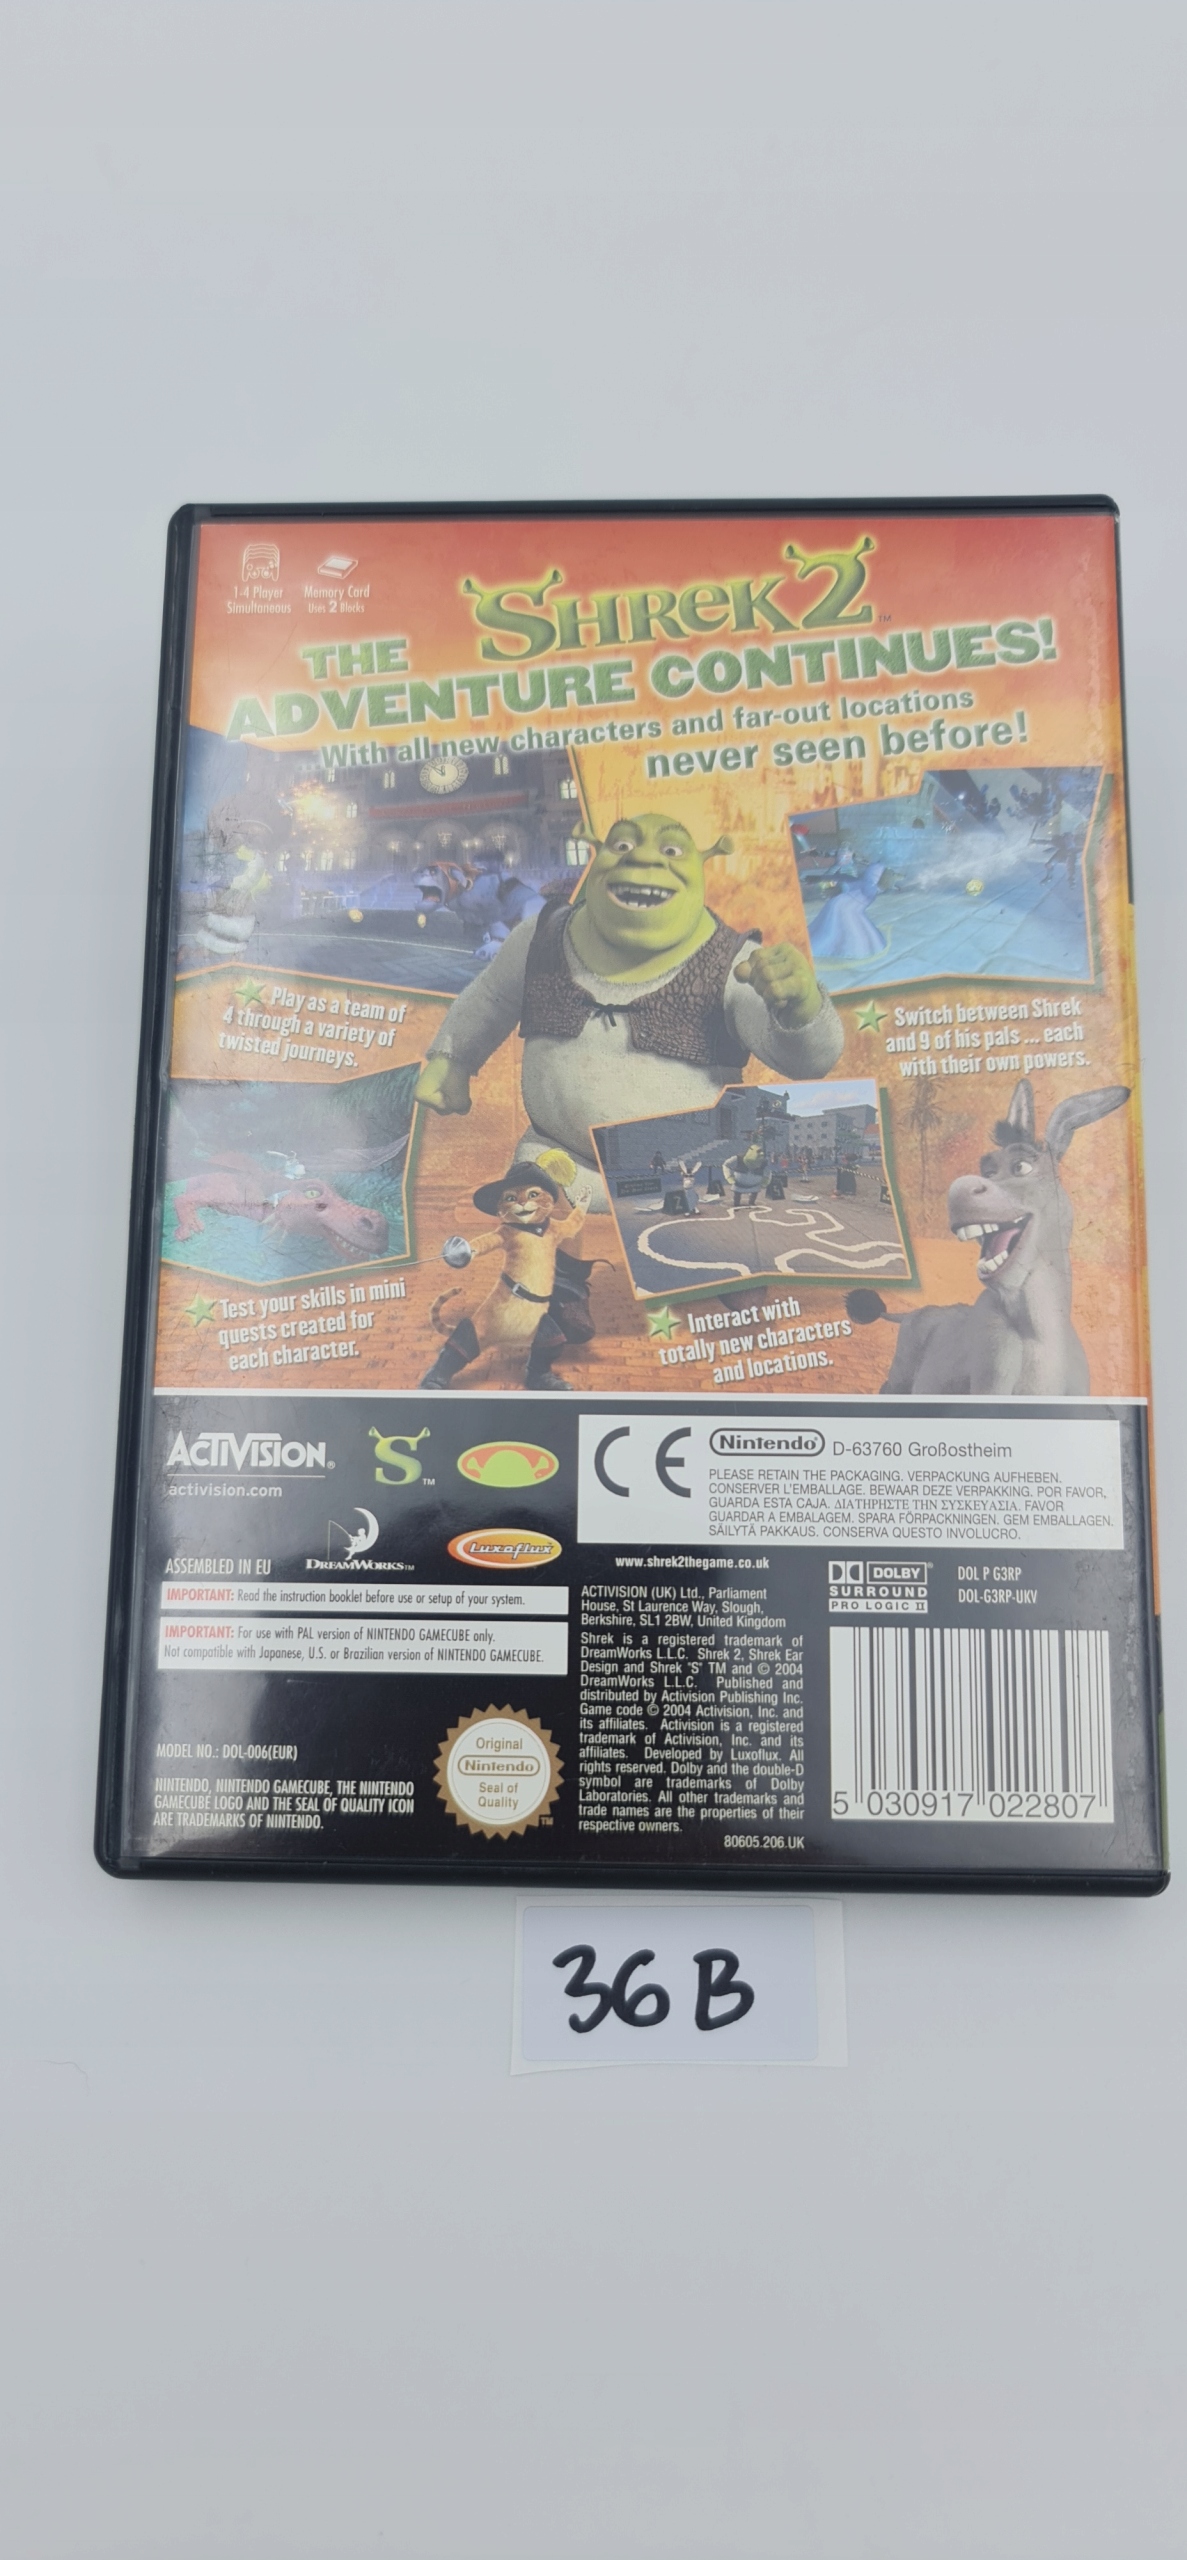 1-4 Player
Simultaneous
Memory Card
Uses 2 Blocks
SHREK 2™
THE
ADVENTURE CONTINUES!
...With all new characters and far-out locations
never seen before!
Play as a team of
4 through a variety of
twisted journeys.
Switch between Shrek
and 9 of his pals ... each
with their own powers.
Test your skills in mini
quests created for
each character.
Interact with
totally new characters
and locations.
ACTIVISION®
activision.com
S™
ASSEMBLED IN EU
DREAMWORKS™
Luxoflux
IMPORTANT: Read the instruction booklet before use or setup of your system.
IMPORTANT: For use with PAL version of NINTENDO GAMECUBE only.
Not compatible with Japanese, U.S. or Brazilian version of NINTENDO GAMECUBE.
MODEL NO.: DOL-006(EUR)
NINTENDO, NINTENDO GAMECUBE, THE NINTENDO
GAMECUBE LOGO AND THE SEAL OF QUALITY ICON
ARE TRADEMARKS OF NINTENDO.
Original
Nintendo
Seal of
Quality
TM
CE
Nintendo® D-63760 Großostheim
PLEASE RETAIN THE PACKAGING. VERPACKUNG AUFHEBEN.
CONSERVER L'EMBALLAGE. BEWAAR DEZE VERPAKKING. POR FAVOR,
GUARDA ESTA CAJA. ΔΙΑΤΗΡΗΣΤΕ ΤΗΝ ΣΥΣΚΕΥΑΣΙΑ. FAVOR
GUARDAR A EMBALAGEM. SPARA FÖRPACKNINGEN. GEM EMBALLAGEN.
SÄILYTÄ PAKKAUS. CONSERVA QUESTO INVOLUCRO.
www.shrek2thegame.co.uk
ACTIVISION (UK) Ltd., Parliament
House, St Laurence Way, Slough,
Berkshire, SL1 2BW, United Kingdom
Shrek is a registered trademark of
DreamWorks L.L.C. Shrek 2, Shrek Ear
Design and Shrek "S" TM and © 2004
DreamWorks L.L.C. Published and
distributed by Activision Publishing Inc.
Game code © 2004 Activision, Inc. and
its affiliates. Activision is a registered
trademark of Activision, Inc. and its
affiliates. Developed by Luxoflux. All
rights reserved. Dolby and the double-D
symbol are trademarks of Dolby
Laboratories. All other trademarks and
trade names are the properties of their
respective owners.
80605.206.UK
DOLBY®
SURROUND
PRO LOGIC II
DOL P G3RP
DOL-G3RP-UKV
5 030917 022807
36B